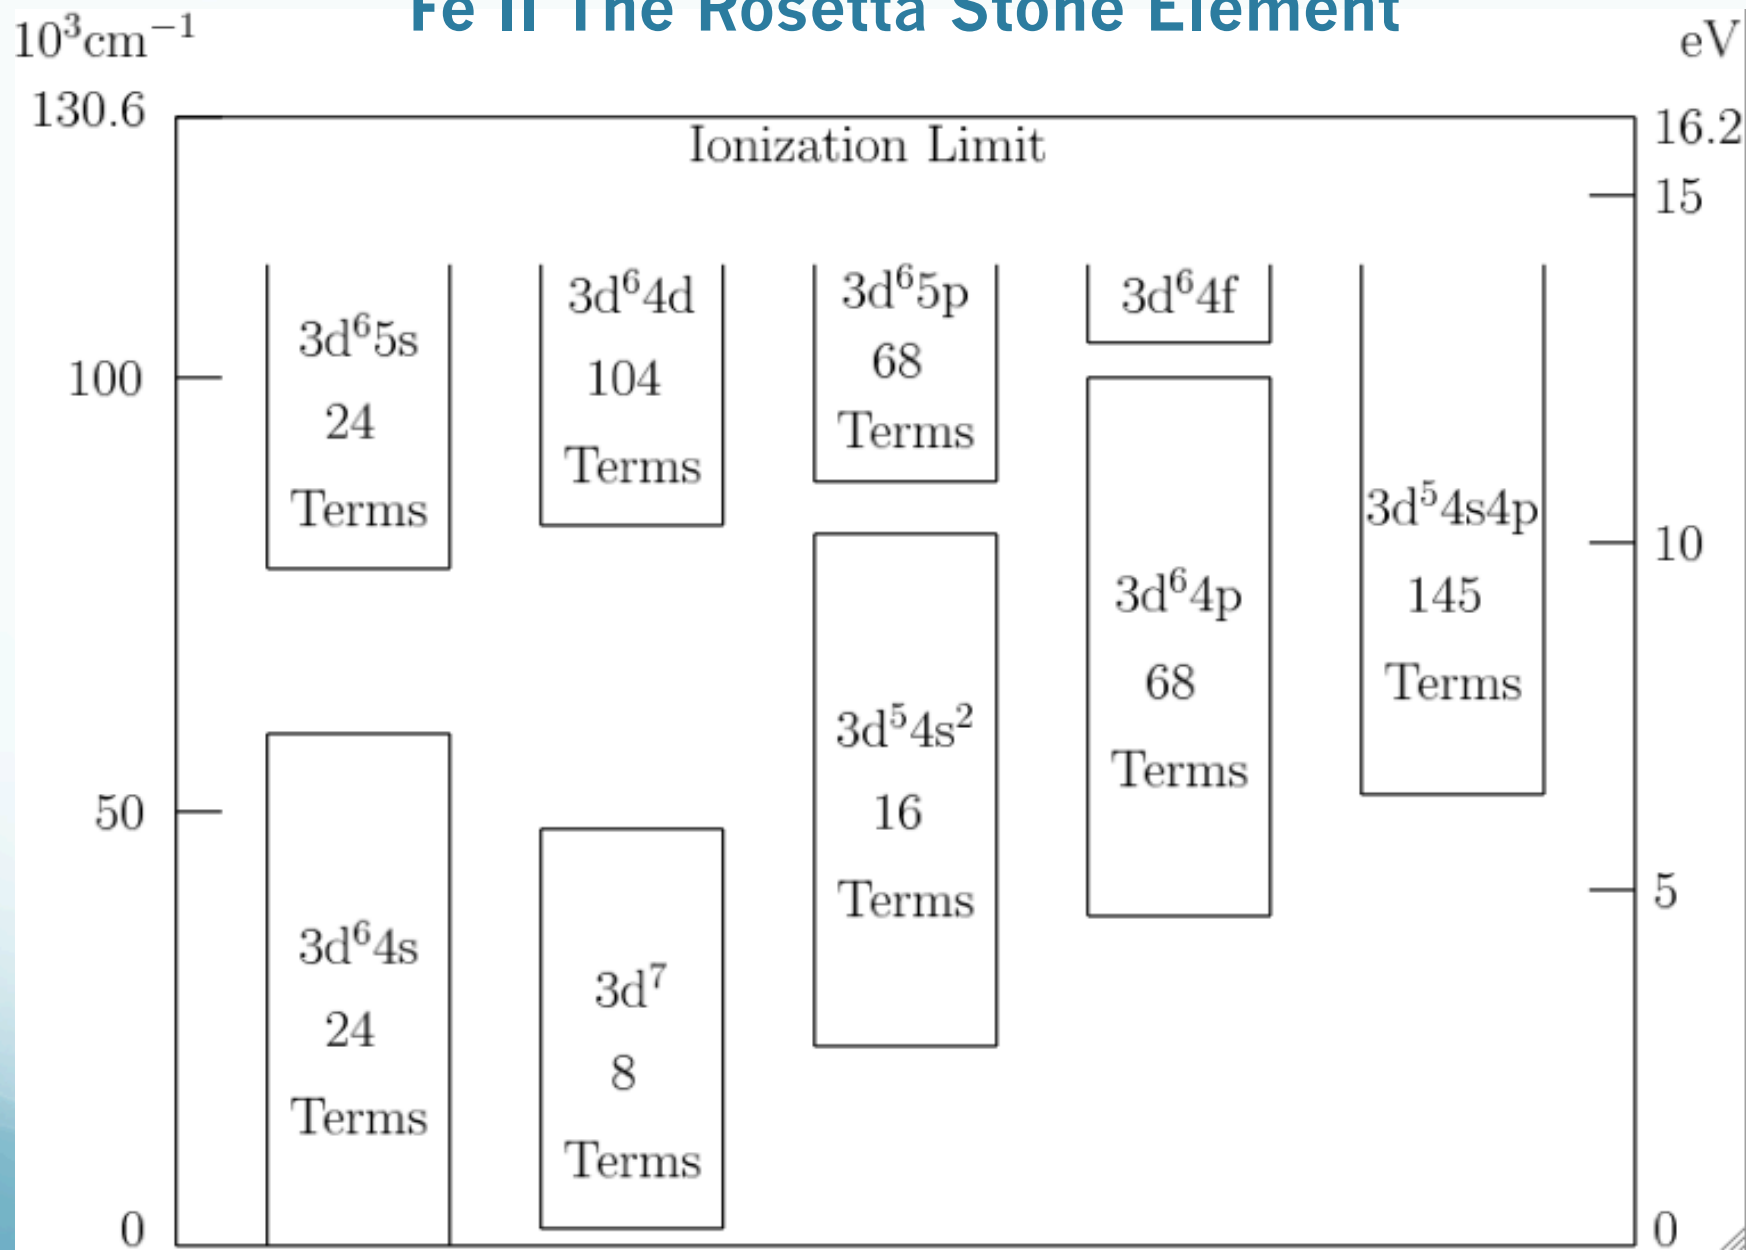 Fe II The Rosetta Stone Element
10³cm⁻¹
eV
130.6
16.2
Ionization Limit
15
3d⁶5s
24
Terms
3d⁶4d
104
Terms
3d⁶5p
68
Terms
3d⁶4f
100
3d⁵4s4p
145
Terms
10
3d⁶4p
68
Terms
3d⁵4s²
16
Terms
50
5
3d⁶4s
24
Terms
3d⁷
8
Terms
0
0